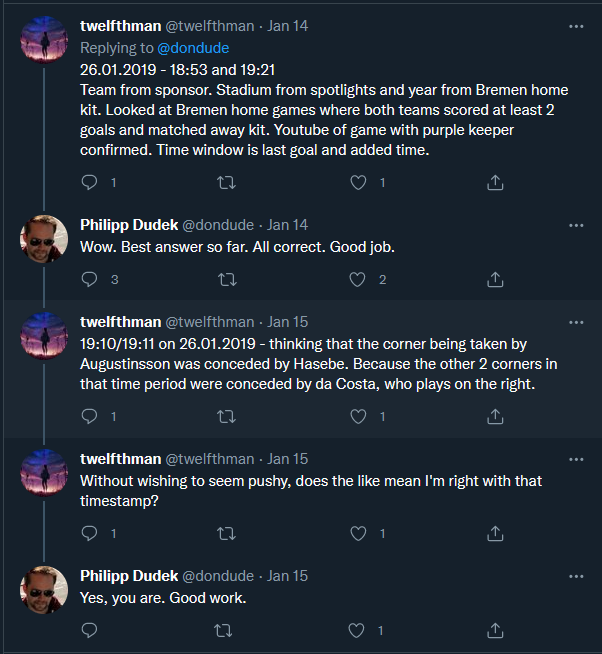 twelfthman @twelfthman · Jan 14
Replying to @dondude
26.01.2019 - 18:53 and 19:21
Team from sponsor. Stadium from spotlights and year from Bremen home
kit. Looked at Bremen home games where both teams scored at least 2
goals and matched away kit. Youtube of game with purple keeper
confirmed. Time window is last goal and added time.
1 1
Philipp Dudek @dondude · Jan 14
Wow. Best answer so far. All correct. Good job.
3 2
twelfthman @twelfthman · Jan 15
19:10/19:11 on 26.01.2019 - thinking that the corner being taken by
Augustinsson was conceded by Hasebe. Because the other 2 corners in
that time period were conceded by da Costa, who plays on the right.
1 1
twelfthman @twelfthman · Jan 15
Without wishing to seem pushy, does the like mean I'm right with that
timestamp?
1 1
Philipp Dudek @dondude · Jan 15
Yes, you are. Good work.
1